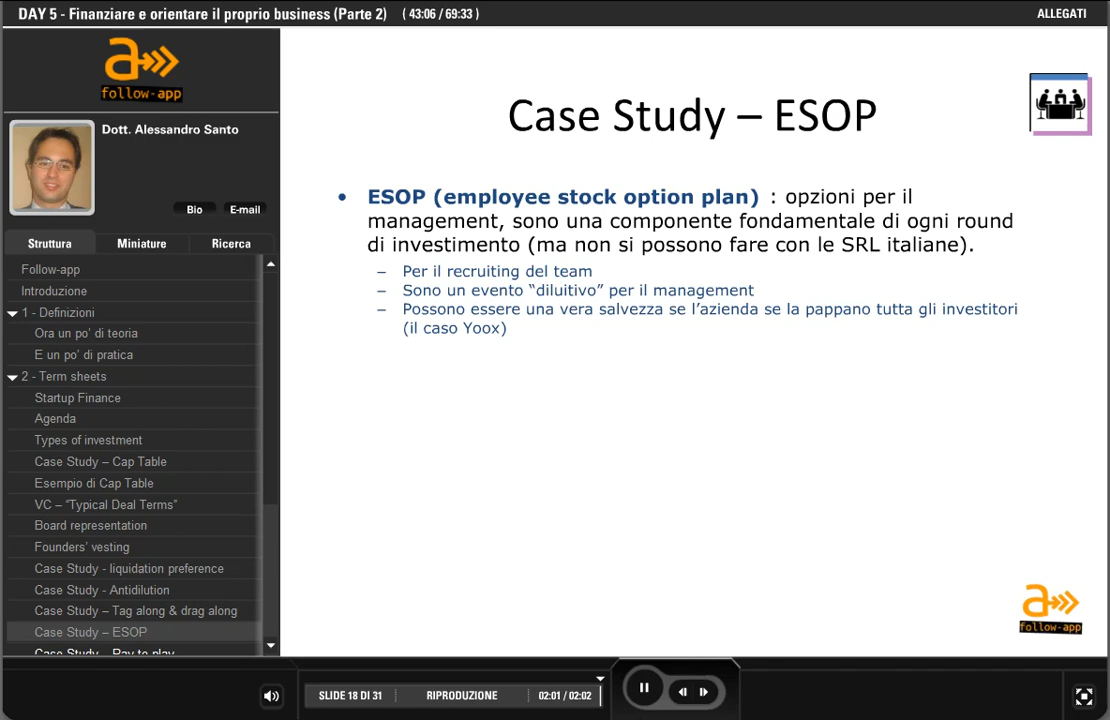 DAY 5 - Finanziare e orientare il proprio business (Parte 2) ( 43:06 / 69:33 )
ALLEGATI
a
follow-app
Dott. Alessandro Santo
Bio
E-mail
Struttura
Miniature
Ricerca
Follow-app
Introduzione
1 - Definizioni
Ora un po' di teoria
E un po' di pratica
2 - Term sheets
Startup Finance
Agenda
Types of investment
Case Study – Cap Table
Esempio di Cap Table
VC – “Typical Deal Terms”
Board representation
Founders’ vesting
Case Study - liquidation preference
Case Study - Antidilution
Case Study – Tag along & drag along
Case Study – ESOP
Case Study – Pay to play
Case Study – ESOP
• ESOP (employee stock option plan) : opzioni per il
management, sono una componente fondamentale di ogni round
di investimento (ma non si possono fare con le SRL italiane).
– Per il recruiting del team
– Sono un evento “diluitivo” per il management
– Possono essere una vera salvezza se l’azienda se la pappano tutta gli investitori
(il caso Yoox)
a
follow-app
SLIDE 18 DI 31
RIPRODUZIONE
02:01 / 02:02